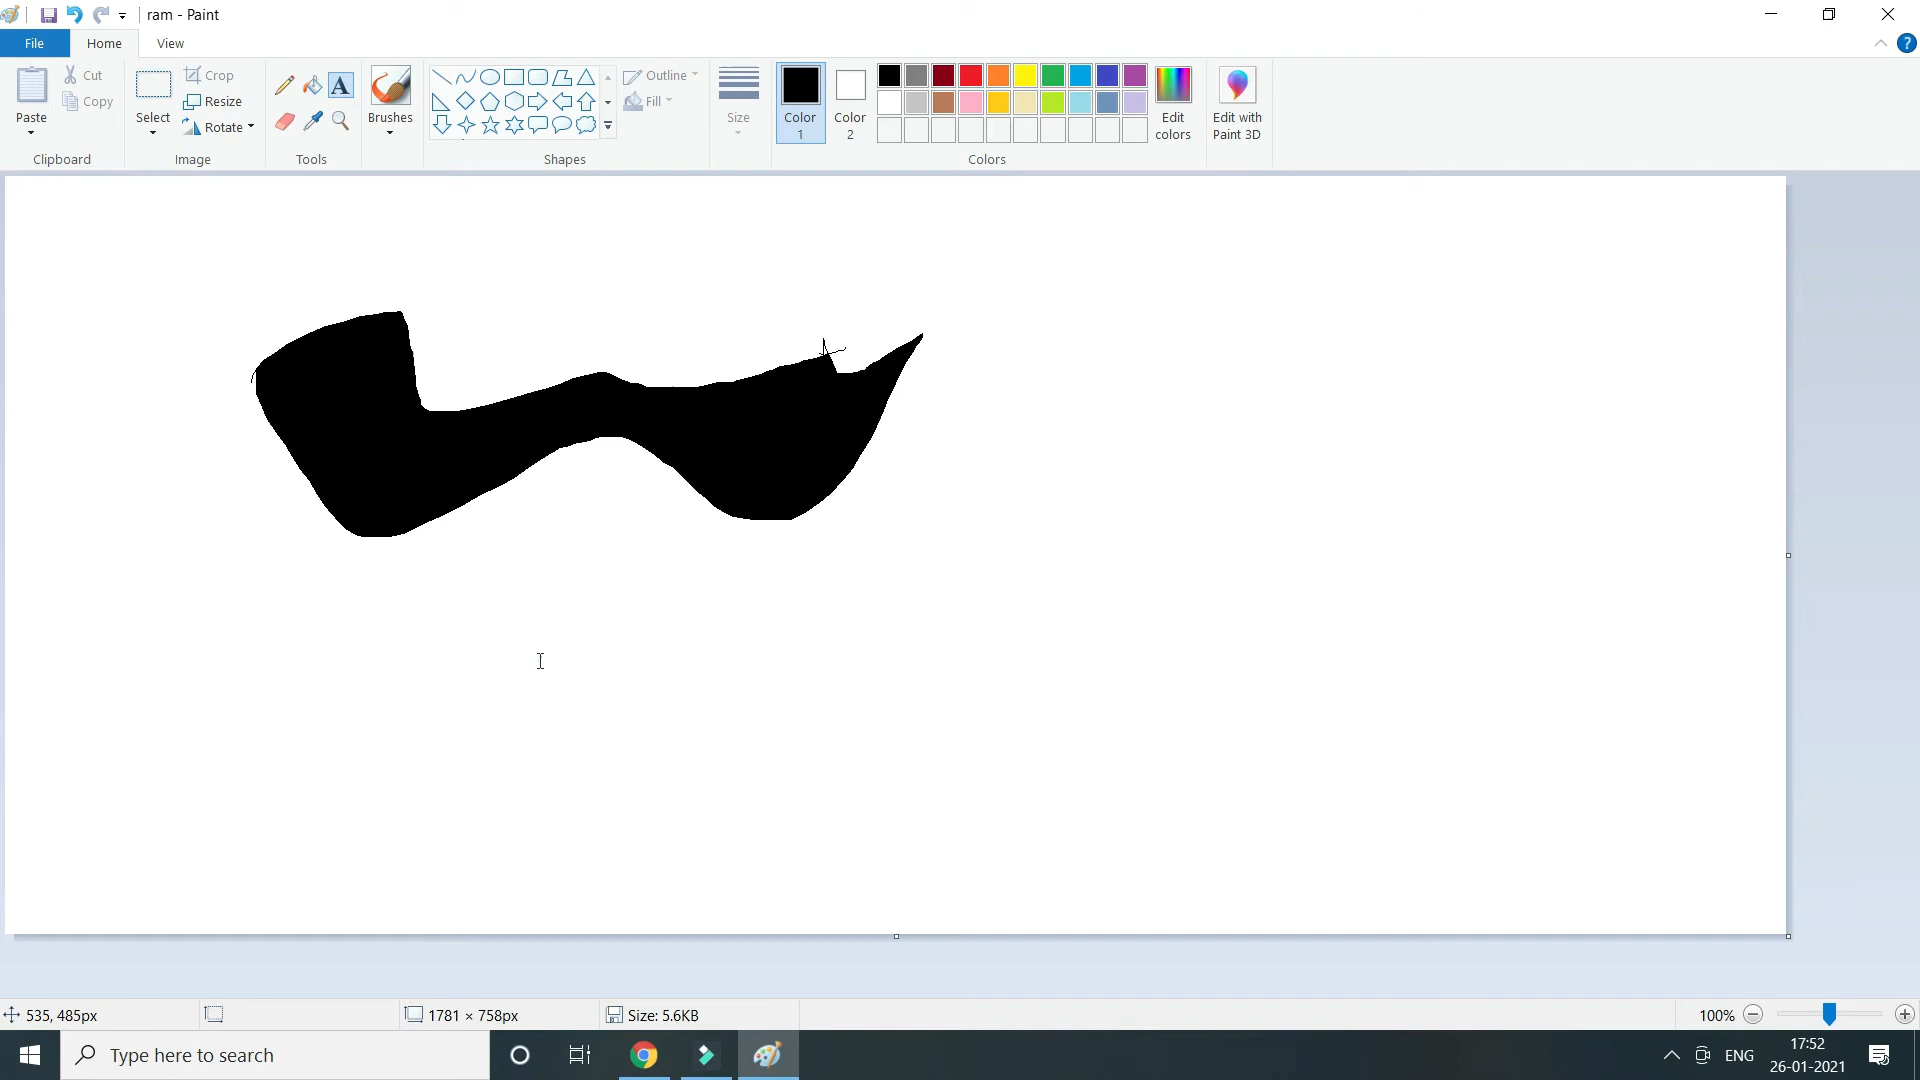 ram - Paint
File Home View
Paste Cut Copy Clipboard
Select Crop Resize Rotate Image
A Tools
Brushes
Outline Fill Shapes
Size
Color 1 Color 2 Edit colors Colors
Edit with Paint 3D
?
535, 485px 1781 × 758px Size: 5.6KB 100%
Type here to search ENG 17:52
26-01-2021